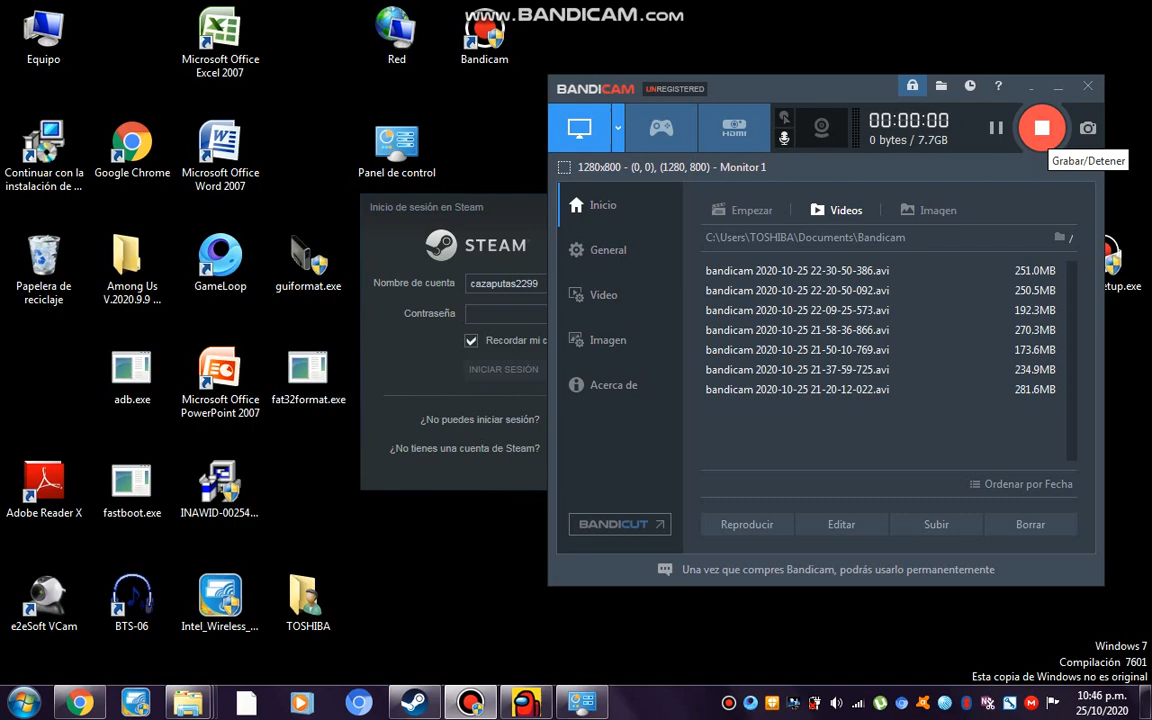 www.BANDICAM.com
Equipo
Microsoft Office
Excel 2007
Red
Bandicam
BANDICAM
UNREGISTERED
?
HDMI
00:00:00
0 bytes / 7.7GB
Grabar/Detener
1280x800 - (0, 0), (1280, 800) - Monitor 1
Continuar con la
instalación de ...
Google Chrome
Microsoft Office
Word 2007
Panel de control
Inicio de sesión en Steam
STEAM
Nombre de cuenta
cazaputas2299
Contraseña
Recordar mi c
INICIAR SESIÓN
¿No puedes iniciar sesión?
¿No tienes una cuenta de Steam?
Inicio
General
Video
Imagen
Acerca de
BANDICUT
Empezar
Videos
Imagen
C:\Users\TOSHIBA\Documents\Bandicam
/
bandicam 2020-10-25 22-30-50-386.avi 251.0MB
bandicam 2020-10-25 22-20-50-092.avi 250.5MB
bandicam 2020-10-25 22-09-25-573.avi 192.3MB
bandicam 2020-10-25 21-58-36-866.avi 270.3MB
bandicam 2020-10-25 21-50-10-769.avi 173.6MB
bandicam 2020-10-25 21-37-59-725.avi 234.9MB
bandicam 2020-10-25 21-20-12-022.avi 281.6MB
Ordenar por Fecha
Reproducir
Editar
Subir
Borrar
Una vez que compres Bandicam, podrás usarlo permanentemente
Papelera de
reciclaje
Among Us
V.2020.9.9 ...
GameLoop
guiformat.exe
etup.exe
adb.exe
Microsoft Office
PowerPoint 2007
fat32format.exe
Adobe Reader X
fastboot.exe
INAWID-00254...
e2eSoft VCam
BTS-06
Intel_Wireless_...
TOSHIBA
Windows 7
Compilación 7601
Esta copia de Windows no es original
10:46 p.m.
25/10/2020